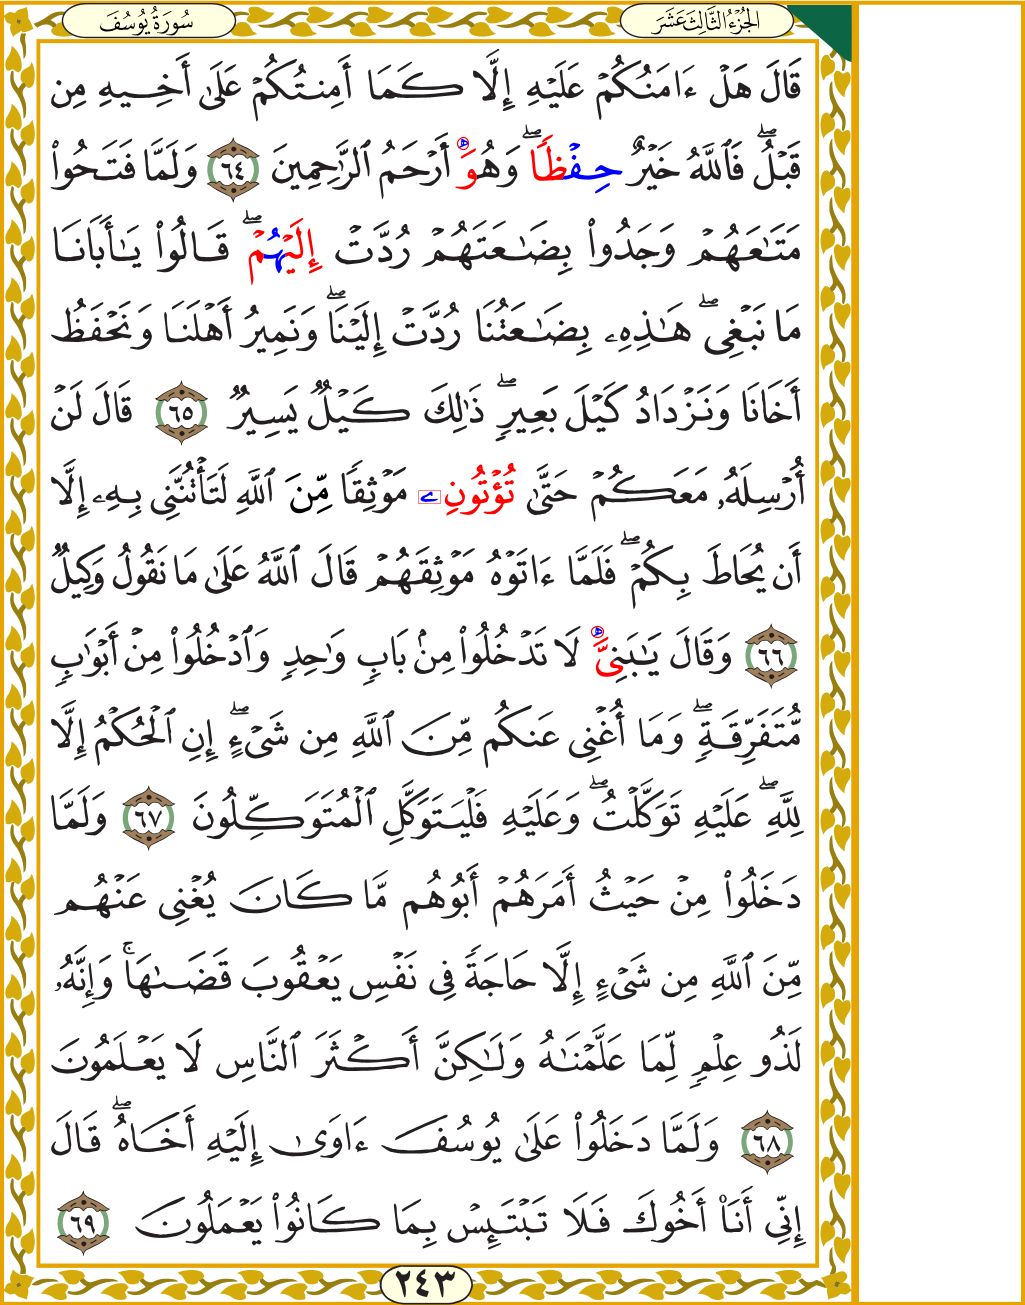 سُورَةُ يُوسُفَ
الجُزْءُ الثَّالِثَ عَشَرَ
قَالَ هَلۡ ءَامَنُكُمۡ عَلَيۡهِ إِلَّا كَمَآ أَمِنتُكُمۡ عَلَىٰٓ أَخِيهِ مِن
قَبۡلُۖ فَٱللَّهُ خَيۡرٌ حِفۡظٗاۖ وَهُوَ أَرۡحَمُ ٱلرَّٰحِمِينَ ٦٤ وَلَمَّا فَتَحُواْ
مَتَٰعَهُمۡ وَجَدُواْ بِضَٰعَتَهُمۡ رُدَّتۡ إِلَيۡهُمۡۖ قَالُواْ يَٰٓأَبَانَا
مَا نَبۡغِيۖ هَٰذِهِۦ بِضَٰعَتُنَا رُدَّتۡ إِلَيۡنَاۖ وَنَمِيرُ أَهۡلَنَا وَنَحۡفَظُ
أَخَانَا وَنَزۡدَادُ كَيۡلَ بَعِيرٖۖ ذَٰلِكَ كَيۡلٞ يَسِيرٞ ٦٥ قَالَ لَنۡ
أُرۡسِلَهُۥ مَعَكُمۡ حَتَّىٰ تُؤۡتُونِۦ مَوۡثِقٗا مِّنَ ٱللَّهِ لَتَأۡتُنَّنِي بِهِۦٓ إِلَّآ
أَن يُحَاطَ بِكُمۡۖ فَلَمَّآ ءَاتَوۡهُ مَوۡثِقَهُمۡ قَالَ ٱللَّهُ عَلَىٰ مَا نَقُولُ وَكِيلٞ
٦٦ وَقَالَ يَٰبَنِيَّ لَا تَدۡخُلُواْ مِنۢ بَابٖ وَٰحِدٖ وَٱدۡخُلُواْ مِنۡ أَبۡوَٰبٖ
مُّتَفَرِّقَةٖۖ وَمَآ أُغۡنِي عَنكُم مِّنَ ٱللَّهِ مِن شَيۡءٍۖ إِنِ ٱلۡحُكۡمُ إِلَّا
لِلَّهِۖ عَلَيۡهِ تَوَكَّلۡتُۖ وَعَلَيۡهِ فَلۡيَتَوَكَّلِ ٱلۡمُتَوَكِّلُونَ ٦٧ وَلَمَّا
دَخَلُواْ مِنۡ حَيۡثُ أَمَرَهُمۡ أَبُوهُم مَّا كَانَ يُغۡنِي عَنۡهُم
مِّنَ ٱللَّهِ مِن شَيۡءٍ إِلَّا حَاجَةٗ فِي نَفۡسِ يَعۡقُوبَ قَضَىٰهَاۚ وَإِنَّهُۥ
لَذُو عِلۡمٖ لِّمَا عَلَّمۡنَٰهُ وَلَٰكِنَّ أَكۡثَرَ ٱلنَّاسِ لَا يَعۡلَمُونَ
٦٨ وَلَمَّا دَخَلُواْ عَلَىٰ يُوسُفَ ءَاوَىٰٓ إِلَيۡهِ أَخَاهُۖ قَالَ
إِنِّيٓ أَنَا۠ أَخُوكَ فَلَا تَبۡتَئِسۡ بِمَا كَانُواْ يَعۡمَلُونَ ٦٩
٢٤٣